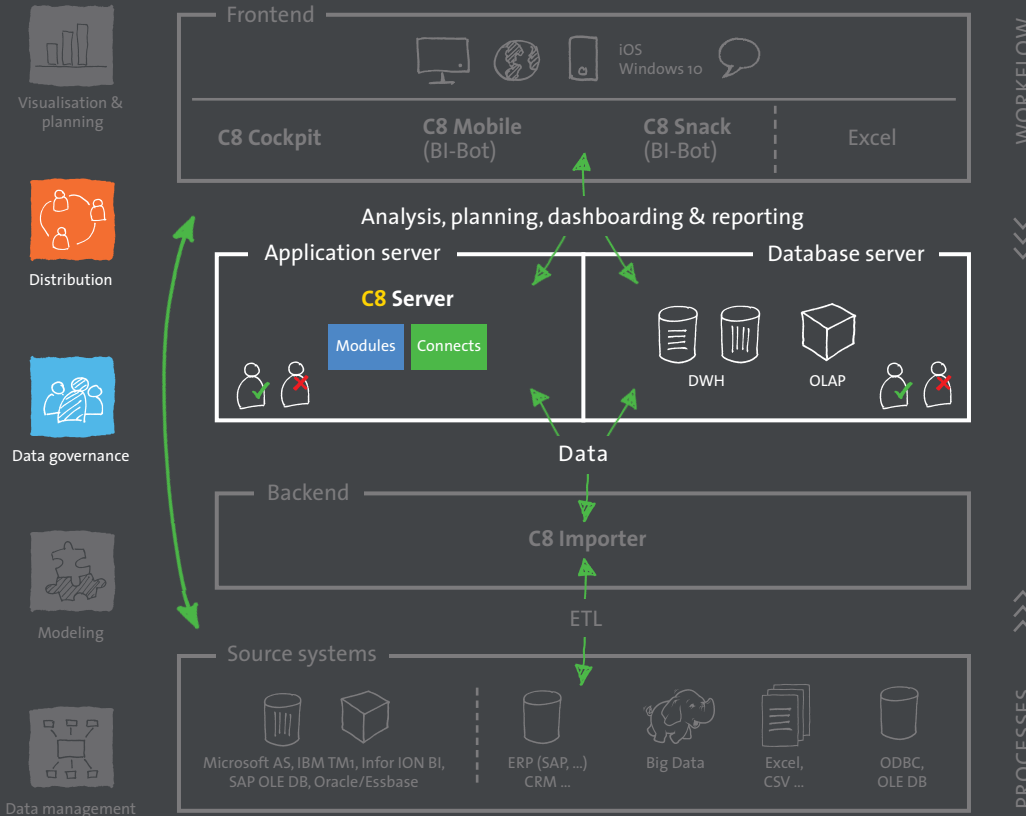 Frontend
iOS
Windows 10
C8 Cockpit
C8 Mobile
(BI-Bot)
C8 Snack
(BI-Bot)
Excel
Analysis, planning, dashboarding & reporting
Application server
Database server
C8 Server
Modules
Connects
DWH
OLAP
Data
Backend
C8 Importer
ETL
Source systems
Microsoft AS, IBM TM1, Infor ION BI,
SAP OLE DB, Oracle/Essbase
ERP (SAP, ...)
CRM ...
Big Data
Excel,
CSV ...
ODBC,
OLE DB
Visualisation &
planning
Distribution
Data governance
Modeling
Data management
WORKFLOW
PROCESSES